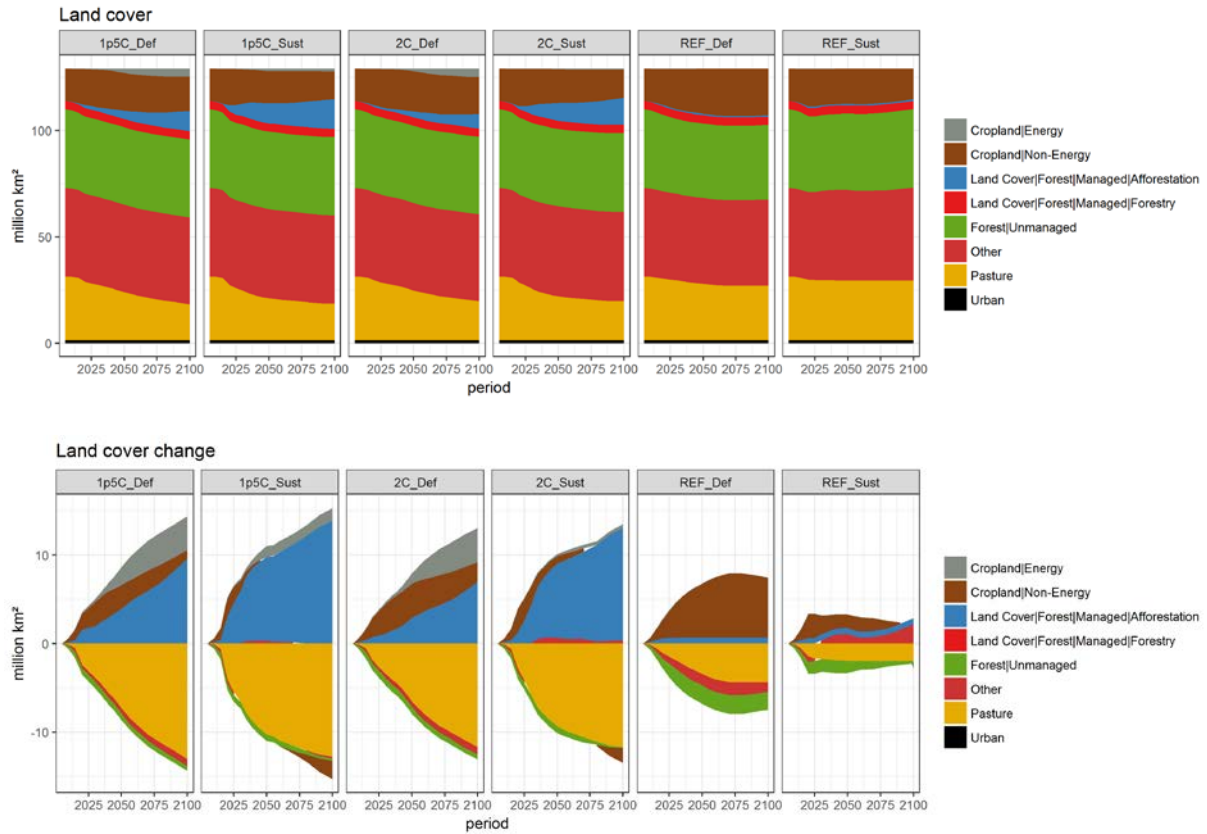 Land cover
1p5C_Def 1p5C_Sust 2C_Def 2C_Sust REF_Def REF_Sust
100
50
0
million km²
2025 2050 2075 2100 2025 2050 2075 2100 2025 2050 2075 2100 2025 2050 2075 2100 2025 2050 2075 2100 2025 2050 2075 2100
period
Cropland|Energy
Cropland|Non-Energy
Land Cover|Forest|Managed|Afforestation
Land Cover|Forest|Managed|Forestry
Forest|Unmanaged
Other
Pasture
Urban
Land cover change
1p5C_Def 1p5C_Sust 2C_Def 2C_Sust REF_Def REF_Sust
10
0
-10
million km²
2025 2050 2075 2100 2025 2050 2075 2100 2025 2050 2075 2100 2025 2050 2075 2100 2025 2050 2075 2100 2025 2050 2075 2100
period
Cropland|Energy
Cropland|Non-Energy
Land Cover|Forest|Managed|Afforestation
Land Cover|Forest|Managed|Forestry
Forest|Unmanaged
Other
Pasture
Urban